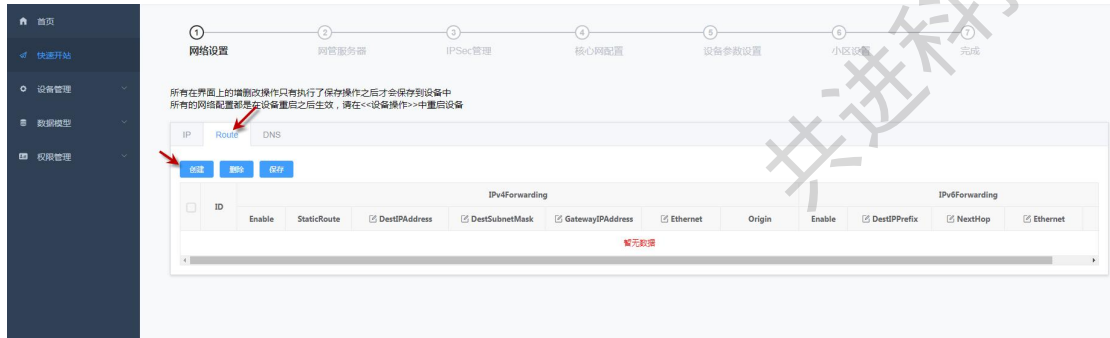 首页
快速开站
设备管理
数据模型
权限管理
1 2 3 4 5 6 7
网络设置 网管服务器 IPSec管理 核心网配置 设备参数设置 小区设置 完成
所有在界面上的增删改操作只有执行了保存操作之后才会保存到设备中
所有的网络配置都是在设备重启之后生效，请在<<设备操作>>中重启设备
IP Route DNS
创建 删除 保存
ID IPv4Forwarding IPv6Forwarding
Enable StaticRoute DestIPAddress DestSubnetMask GatewayIPAddress Ethernet Origin Enable DestIPPrefix NextHop Ethernet
暂无数据
共进科